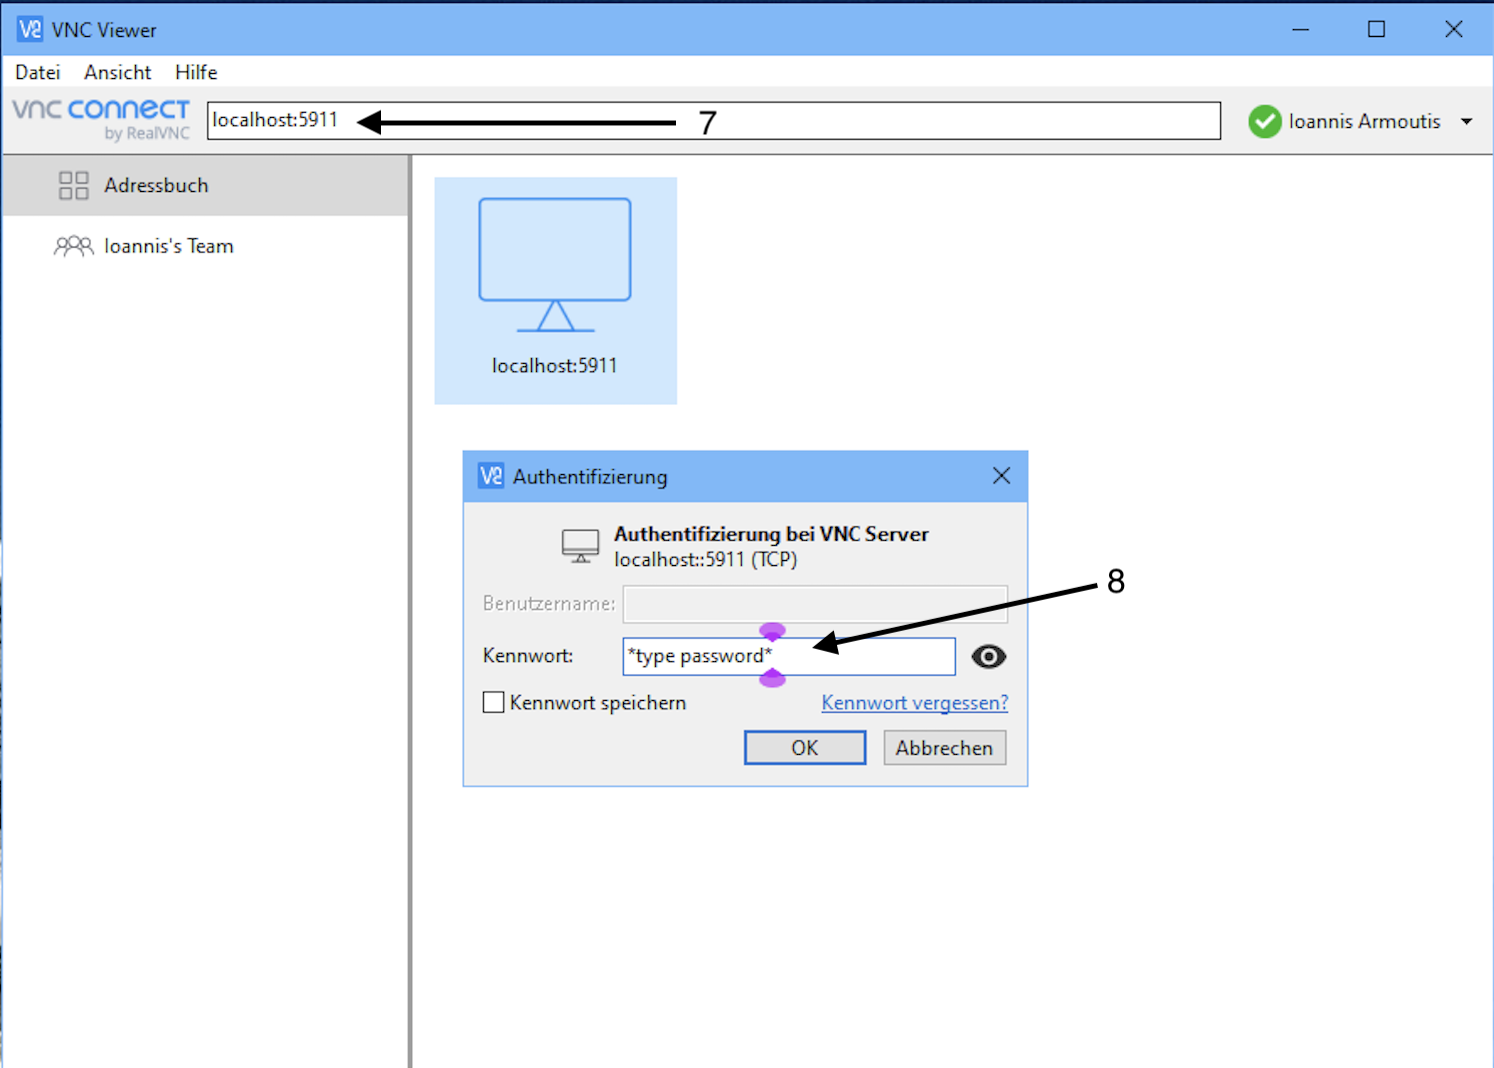 VNC Viewer
Datei Ansicht Hilfe
vnc connect
by RealVNC
localhost:5911
7
Ioannis Armoutis
Adressbuch
Ioannis's Team
localhost:5911
Authentifizierung
Authentifizierung bei VNC Server
localhost::5911 (TCP)
8
Benutzername:
Kennwort: *type password*
Kennwort speichern Kennwort vergessen?
OK Abbrechen